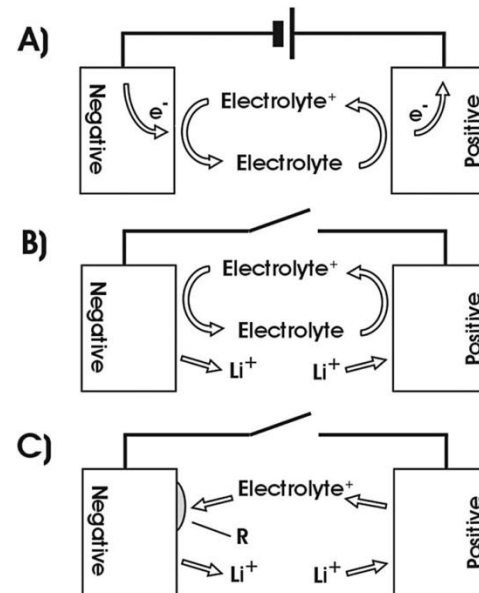 A)
Negative
e-
Electrolyte+
Electrolyte
e-
Positive
B)
Negative
Electrolyte+
Electrolyte
Li+
Li+
Positive
C)
Negative
Electrolyte+
R
Li+
Li+
Positive